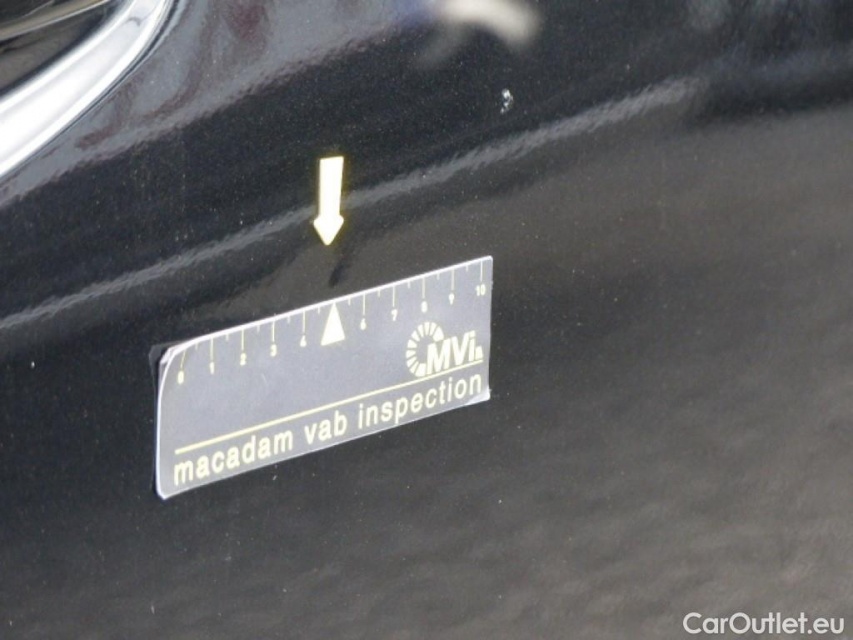 0 1 2 3 4 6 7 8 9 10
MVi
macadam vab inspection
CarOutlet.eu